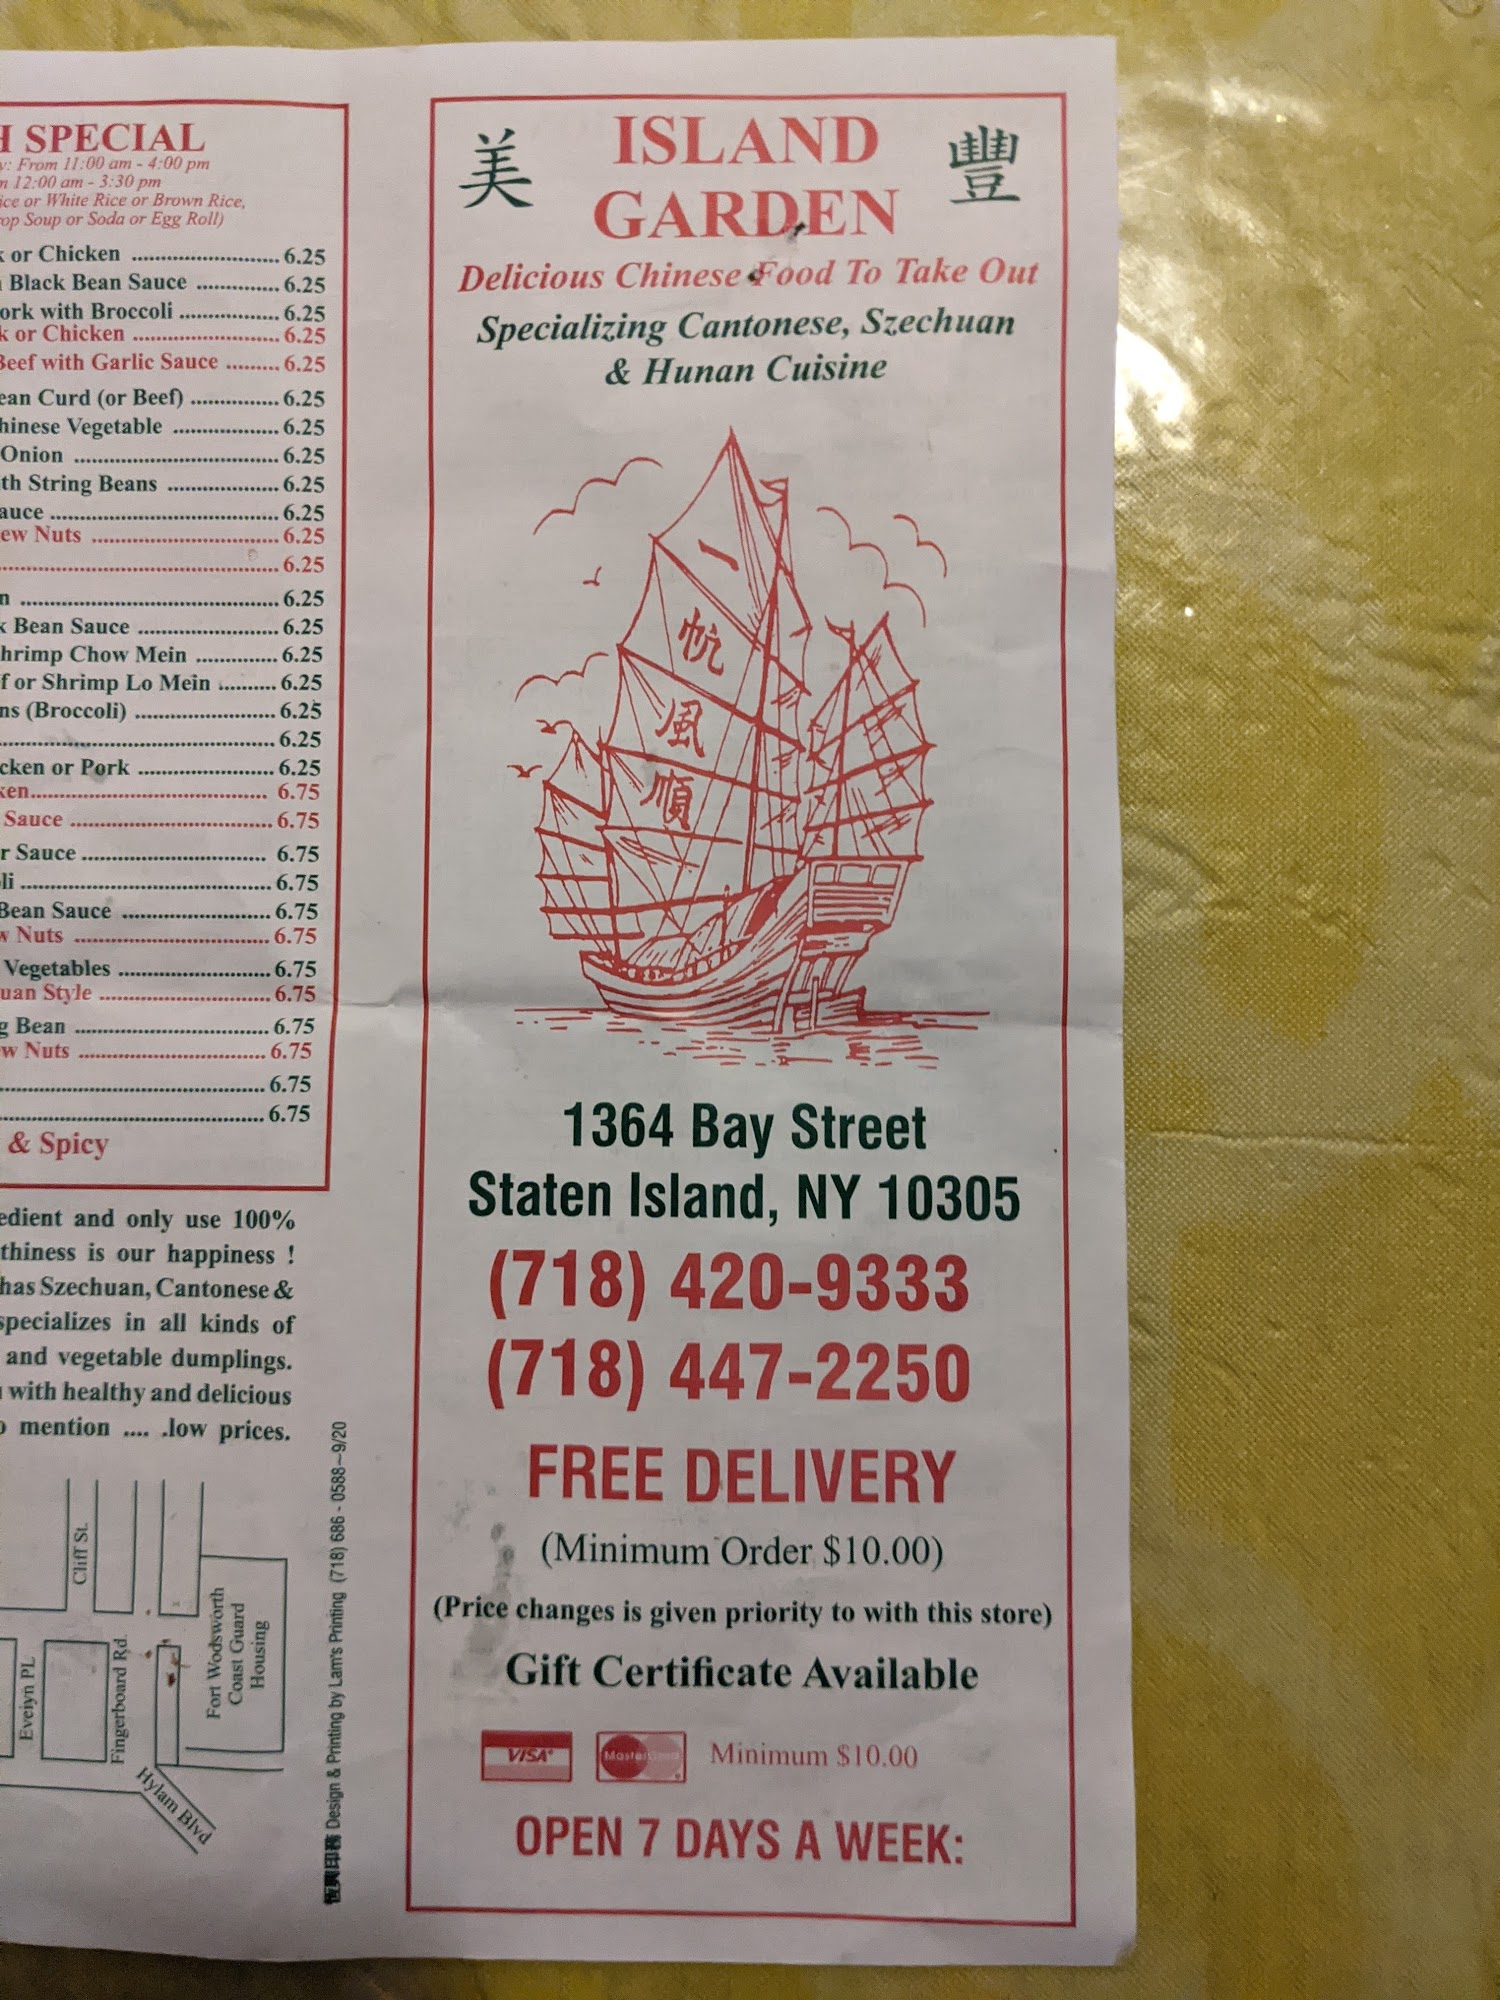 H SPECIAL
y: From 11:00 am - 4:00 pm
m 12:00 am - 3:30 pm
ice or White Rice or Brown Rice,
rop Soup or Soda or Egg Roll)
k or Chicken 6.25
Black Bean Sauce 6.25
ork with Broccoli 6.25
k or Chicken 6.25
Beef with Garlic Sauce 6.25
ean Curd (or Beef) 6.25
hinese Vegetable 6.25
Onion 6.25
th String Beans 6.25
auce 6.25
ew Nuts 6.25
6.25
n 6.25
k Bean Sauce 6.25
hrimp Chow Mein 6.25
f or Shrimp Lo Mein 6.25
ns (Broccoli) 6.25
6.25
cken or Pork 6.25
ken 6.75
Sauce 6.75
r Sauce 6.75
li 6.75
Bean Sauce 6.75
w Nuts 6.75
Vegetables 6.75
uan Style 6.75
g Bean 6.75
w Nuts 6.75
6.75
6.75
& Spicy
edient and only use 100%
thiness is our happiness !
has Szechuan, Cantonese &
specializes in all kinds of
and vegetable dumplings.
with healthy and delicious
o mention .... .low prices.
Cliff St.
Eveiyn PL
Fingerboard Rd.
Fort Wodsworth
Coast Guard
Housing
Hylam Blvd
恆興印務 Design & Printing by Lam's Printing (718) 686 - 0588~9/20
美 豐
ISLAND
GARDEN
Delicious Chinese Food To Take Out
Specializing Cantonese, Szechuan
& Hunan Cuisine
一
帆
風
順
1364 Bay Street
Staten Island, NY 10305
(718) 420-9333
(718) 447-2250
FREE DELIVERY
(Minimum Order $10.00)
(Price changes is given priority to with this store)
Gift Certificate Available
VISA MasterCard Minimum $10.00
OPEN 7 DAYS A WEEK: